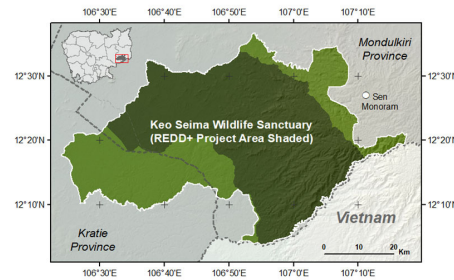 106°30'E 106°40'E 106°50'E 107°0'E 107°10'E
Mondulkiri
Province
12°30'N 12°30'N
Sen
Monoram
Keo Seima Wildlife Sanctuary
(REDD+ Project Area Shaded)
12°20'N 12°20'N
12°10'N 12°10'N
Vietnam
Kratie
Province
0 10 20
Km
106°30'E 106°40'E 106°50'E 107°0'E 107°10'E